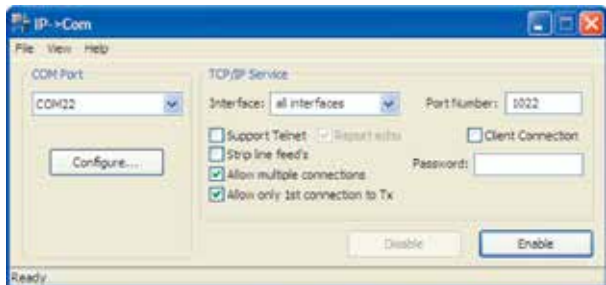 IP->Com
File View Help
COM Port
COM22
Configure...
TCP/IP Service
Interface: all interfaces
Port Number: 1022
Support Telnet Report echo
Client Connection
Strip line feed's
Password:
Allow multiple connections
Allow only 1st connection to Tx
Disable
Enable
Ready